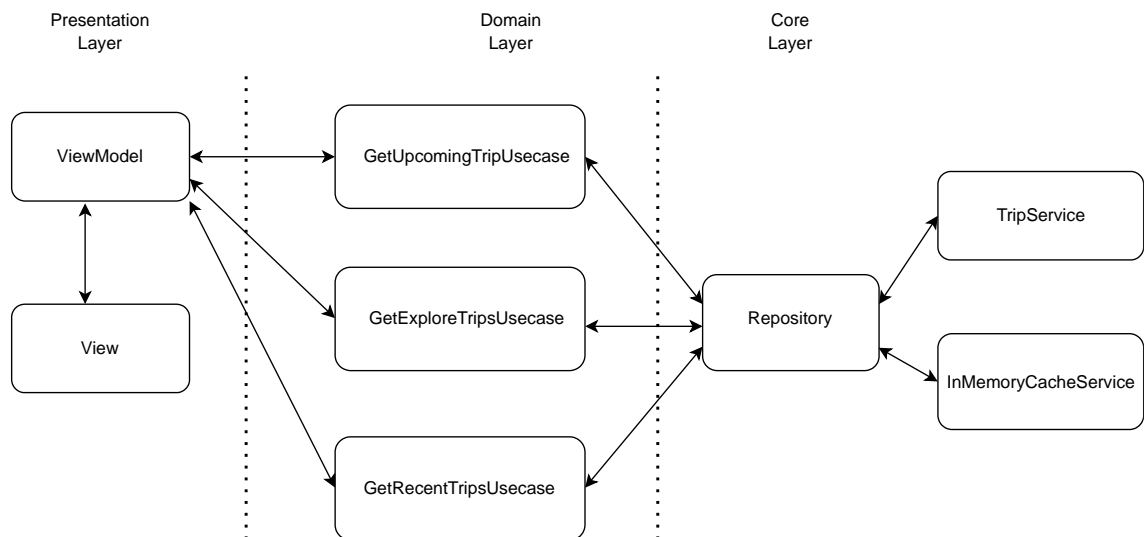 Presentation
Layer
Domain
Layer
Core
Layer
ViewModel
View
GetUpcomingTripUsecase
GetExploreTripsUsecase
GetRecentTripsUsecase
Repository
TripService
InMemoryCacheService